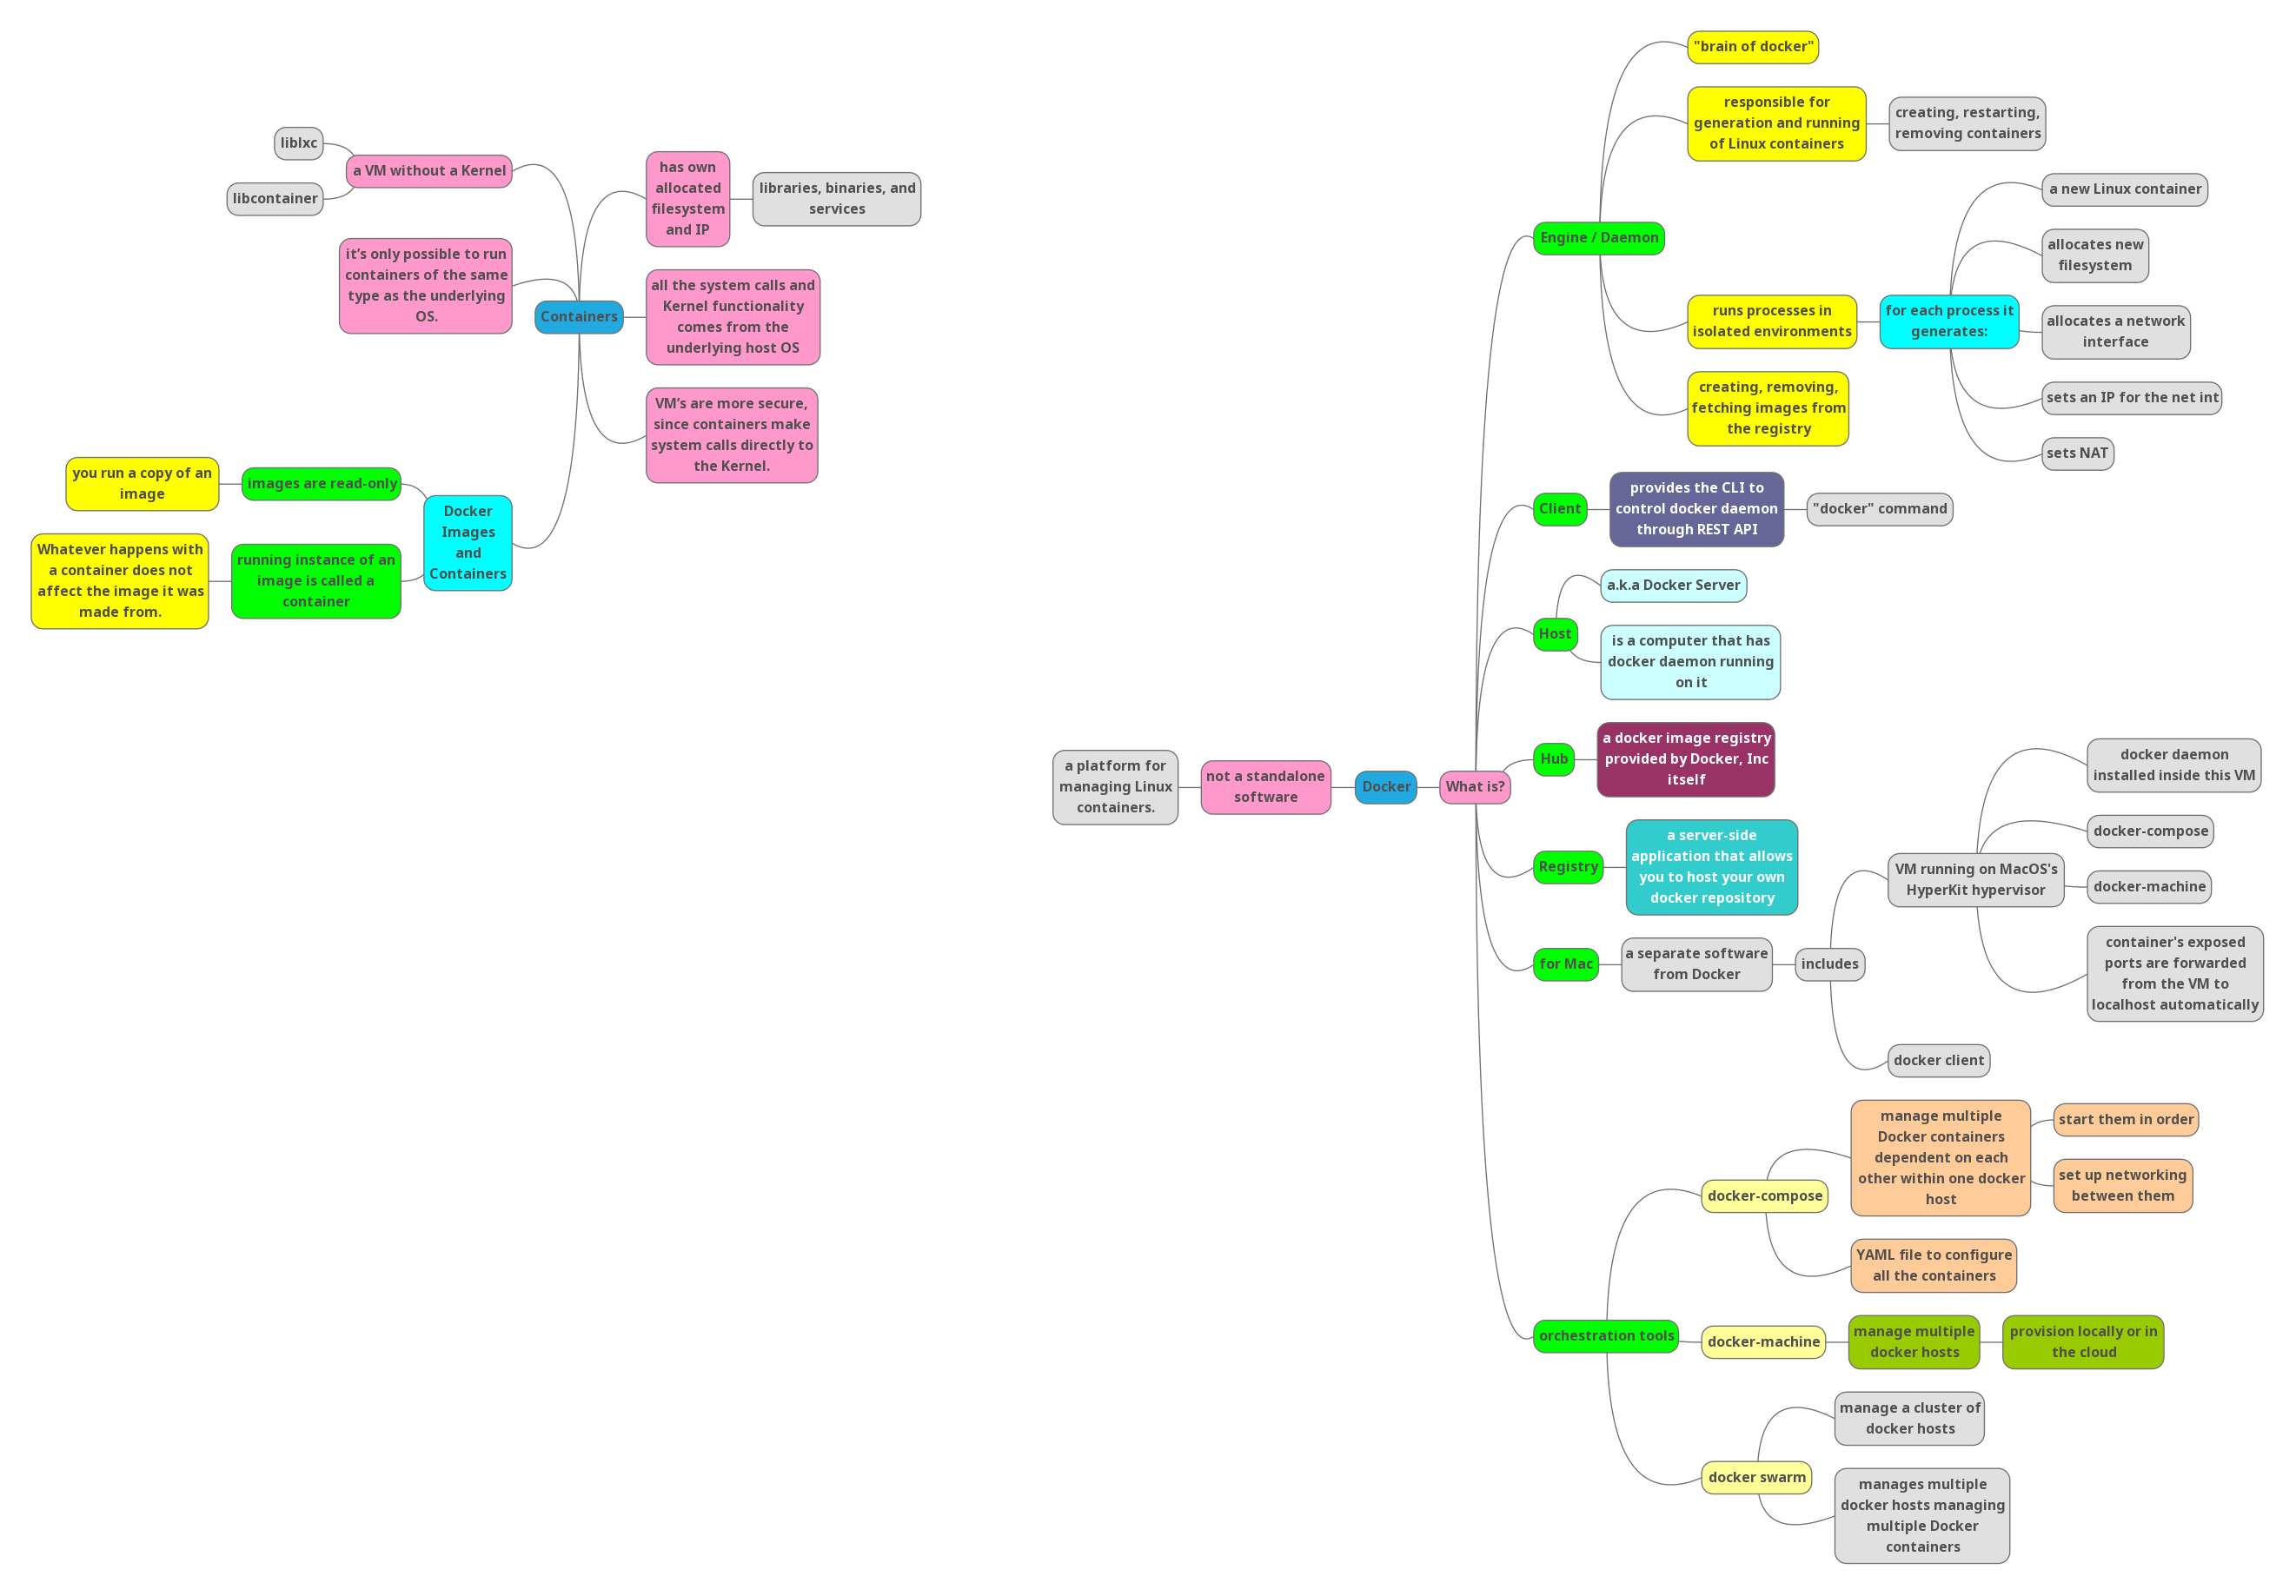 liblxc
a VM without a Kernel
libcontainer
it’s only possible to run
containers of the same
type as the underlying
OS.
Containers
has own
allocated
filesystem
and IP
libraries, binaries, and
services
all the system calls and
Kernel functionality
comes from the
underlying host OS
VM’s are more secure,
since containers make
system calls directly to
the Kernel.
Docker
Images
and
Containers
images are read-only
you run a copy of an
image
running instance of an
image is called a
container
Whatever happens with
a container does not
affect the image it was
made from.
a platform for
managing Linux
containers.
not a standalone
software
Docker
What is?
Engine / Daemon
"brain of docker"
responsible for
generation and running
of Linux containers
creating, restarting,
removing containers
runs processes in
isolated environments
for each process it
generates:
a new Linux container
allocates new
filesystem
allocates a network
interface
sets an IP for the net int
sets NAT
creating, removing,
fetching images from
the registry
Client
provides the CLI to
control docker daemon
through REST API
"docker" command
Host
a.k.a Docker Server
is a computer that has
docker daemon running
on it
Hub
a docker image registry
provided by Docker, Inc
itself
Registry
a server-side
application that allows
you to host your own
docker repository
for Mac
a separate software
from Docker
includes
VM running on MacOS's
HyperKit hypervisor
docker daemon
installed inside this VM
docker-compose
docker-machine
container's exposed
ports are forwarded
from the VM to
localhost automatically
docker client
orchestration tools
docker-compose
manage multiple
Docker containers
dependent on each
other within one docker
host
start them in order
set up networking
between them
YAML file to configure
all the containers
docker-machine
manage multiple
docker hosts
provision locally or in
the cloud
docker swarm
manage a cluster of
docker hosts
manages multiple
docker hosts managing
multiple Docker
containers